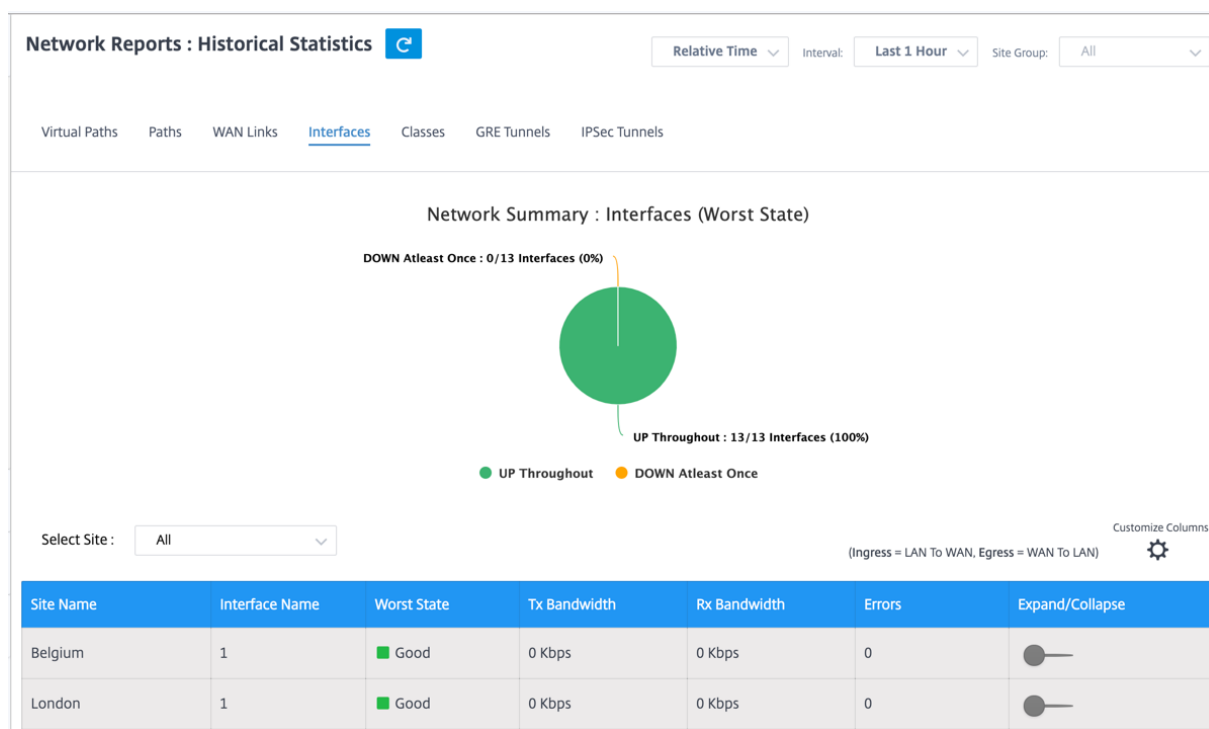 Network Reports : Historical Statistics
Relative Time Interval: Last 1 Hour Site Group: All
Virtual Paths Paths WAN Links Interfaces Classes GRE Tunnels IPSec Tunnels
Network Summary : Interfaces (Worst State)
DOWN Atleast Once : 0/13 Interfaces (0%)
UP Throughout : 13/13 Interfaces (100%)
UP Throughout DOWN Atleast Once
Customize Columns
Select Site : All (Ingress = LAN To WAN, Egress = WAN To LAN)
Site Name Interface Name Worst State Tx Bandwidth Rx Bandwidth Errors Expand/Collapse
Belgium 1 Good 0 Kbps 0 Kbps 0
London 1 Good 0 Kbps 0 Kbps 0